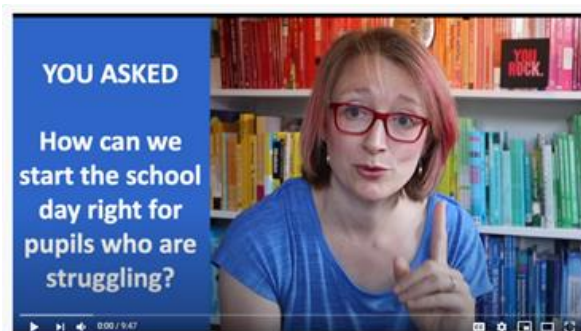 YOU ASKED
How can we
start the school
day right for
pupils who are
struggling?
YOU
ROCK.
0:00 / 9:47